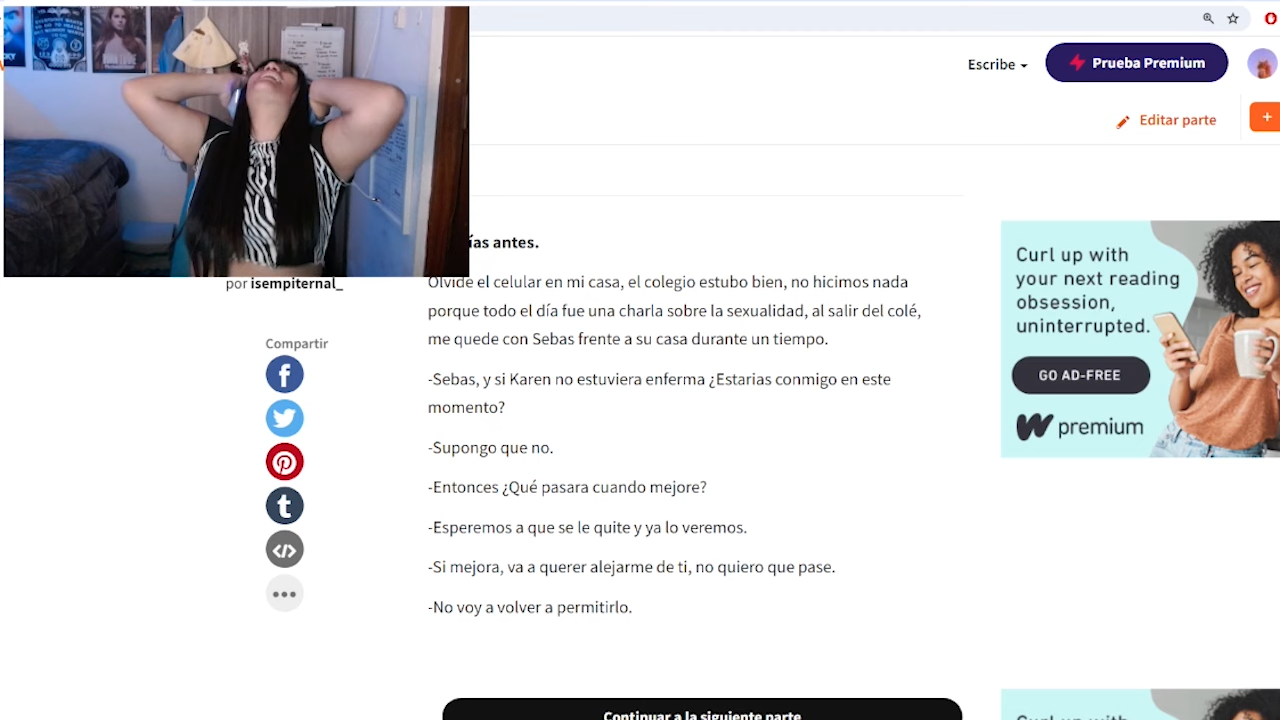 Escribe
Prueba Premium
Editar parte
+
ías antes.
por isempiternal_
Olvide el celular en mi casa, el colegio estubo bien, no hicimos nada
porque todo el día fue una charla sobre la sexualidad, al salir del colé,
me quede con Sebas frente a su casa durante un tiempo.
Compartir
-Sebas, y si Karen no estuviera enferma ¿Estarias conmigo en este
momento?
-Supongo que no.
-Entonces ¿Qué pasara cuando mejore?
-Esperemos a que se le quite y ya lo veremos.
-Si mejora, va a querer alejarme de ti, no quiero que pase.
-No voy a volver a permitirlo.
Continuar a la siguiente parte
Curl up with
your next reading
obsession,
uninterrupted.
GO AD-FREE
premium
Curl up with